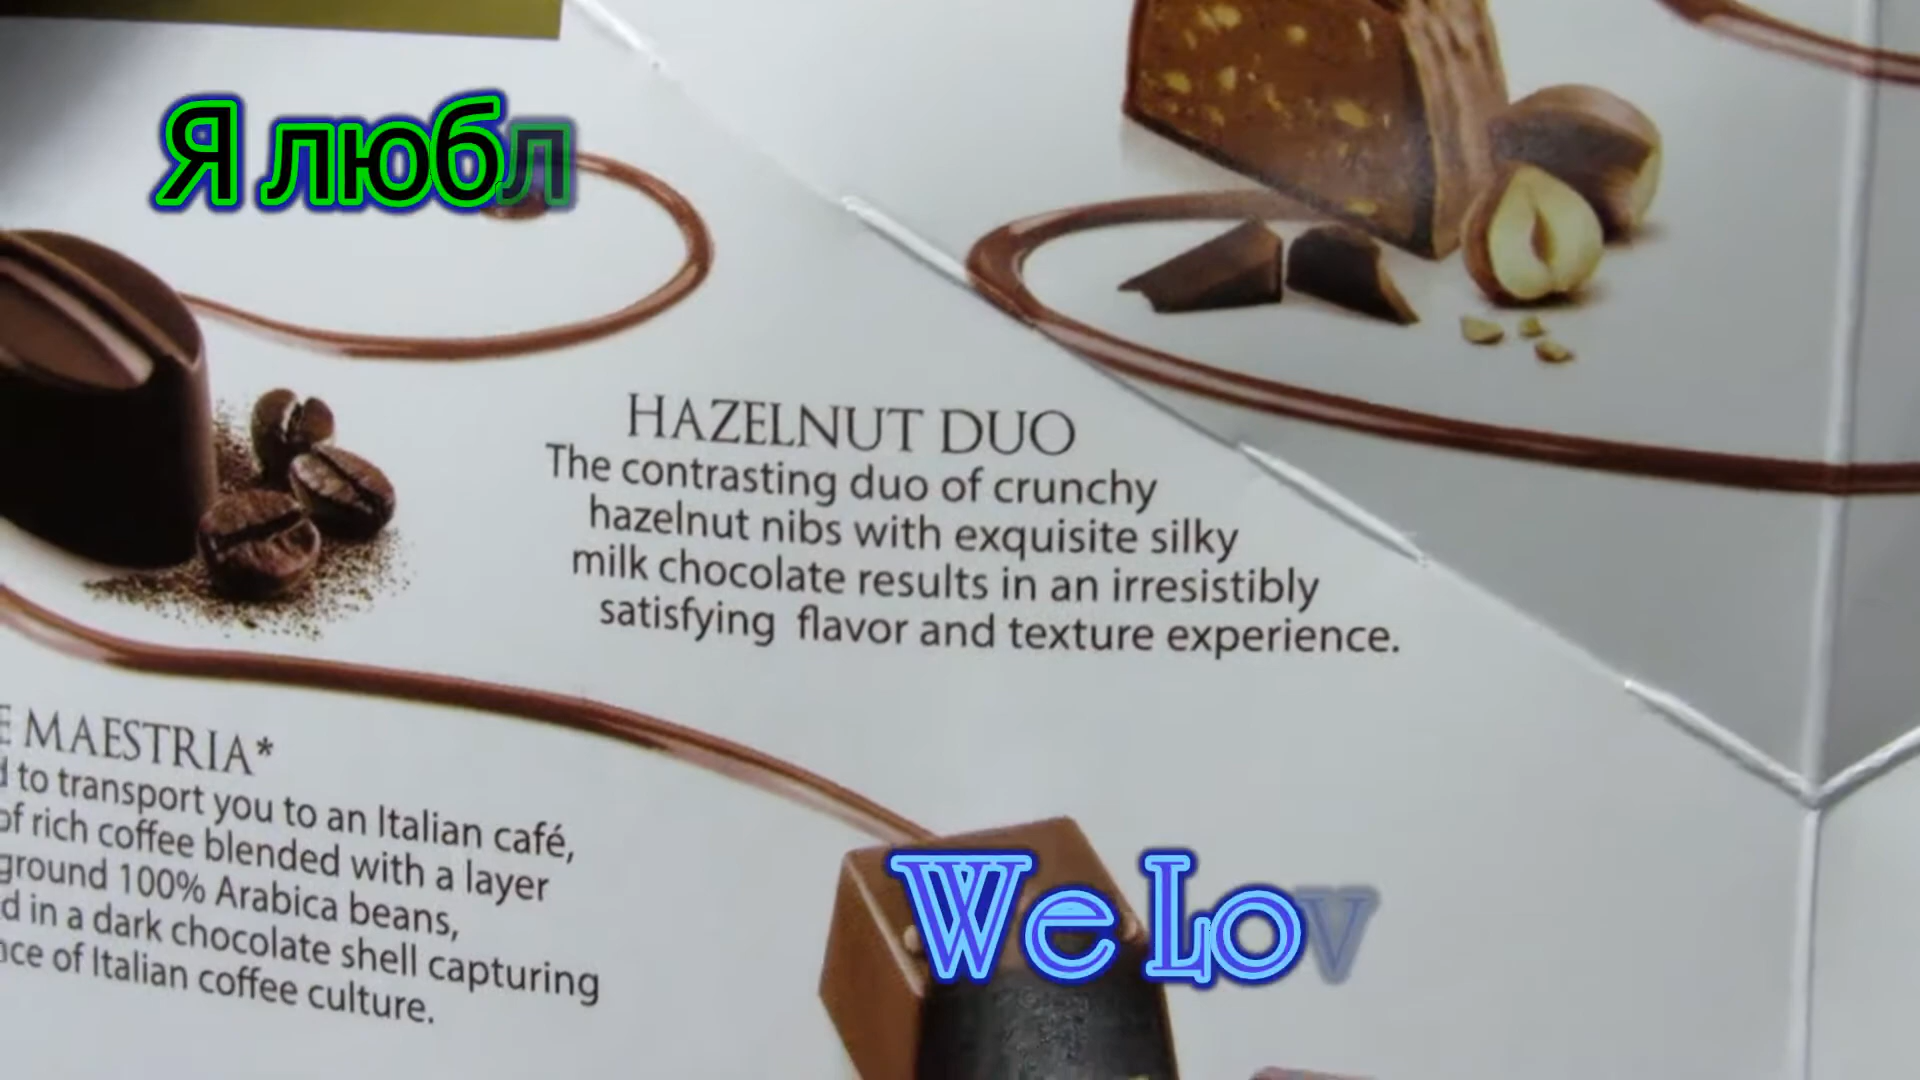 Я любл
HAZELNUT DUO
The contrasting duo of crunchy
hazelnut nibs with exquisite silky
milk chocolate results in an irresistibly
satisfying flavor and texture experience.
MAESTRIA*
to transport you to an Italian café,
of rich coffee blended with a layer
ground 100% Arabica beans,
in a dark chocolate shell capturing
of Italian coffee culture.
We Lov